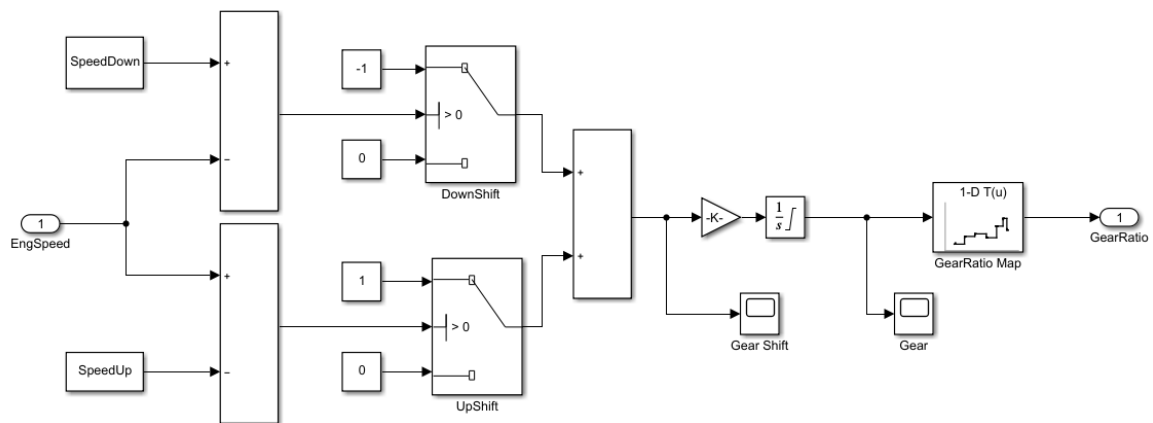 SpeedDown
+
−
-1
> 0
0
DownShift
1
EngSpeed
+
−
SpeedUp
1
> 0
0
UpShift
+
+
-K-
1
s
Gear Shift
Gear
1-D T(u)
GearRatio Map
1
GearRatio